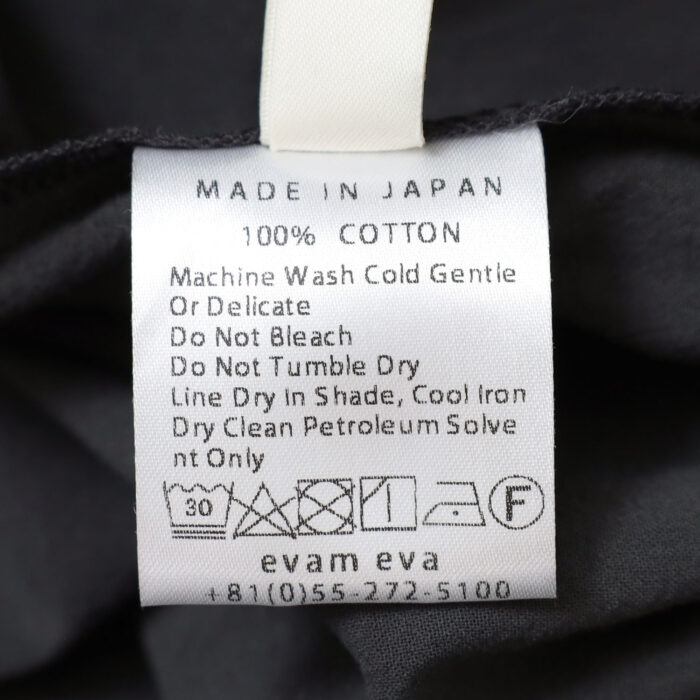 MADE IN JAPAN
100% COTTON
Machine Wash Cold Gentle
Or Delicate
Do Not Bleach
Do Not Tumble Dry
Line Dry In Shade, Cool Iron
Dry Clean Petroleum Solve
nt Only
30 F
evam eva
+81(0)55-272-5100